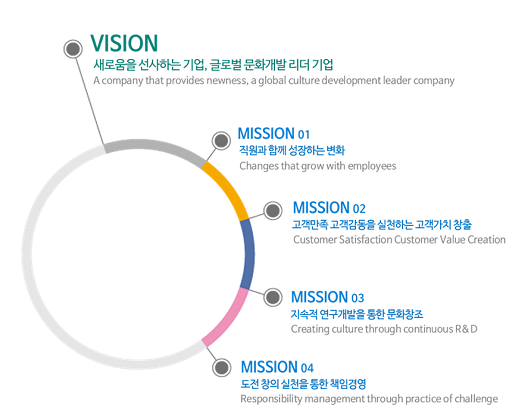 VISION
새로움을 선사하는 기업, 글로벌 문화개발 리더 기업
A company that provides newness, a global culture development leader company
MISSION 01
직원과 함께 성장하는 변화
Changes that grow with employees
MISSION 02
고객만족 고객감동을 실천하는 고객가치 창출
Customer Satisfaction Customer Value Creation
MISSION 03
지속적 연구개발을 통한 문화창조
Creating culture through continuous R&D
MISSION 04
도전 창의 실천을 통한 책임경영
Responsibility management through practice of challenge